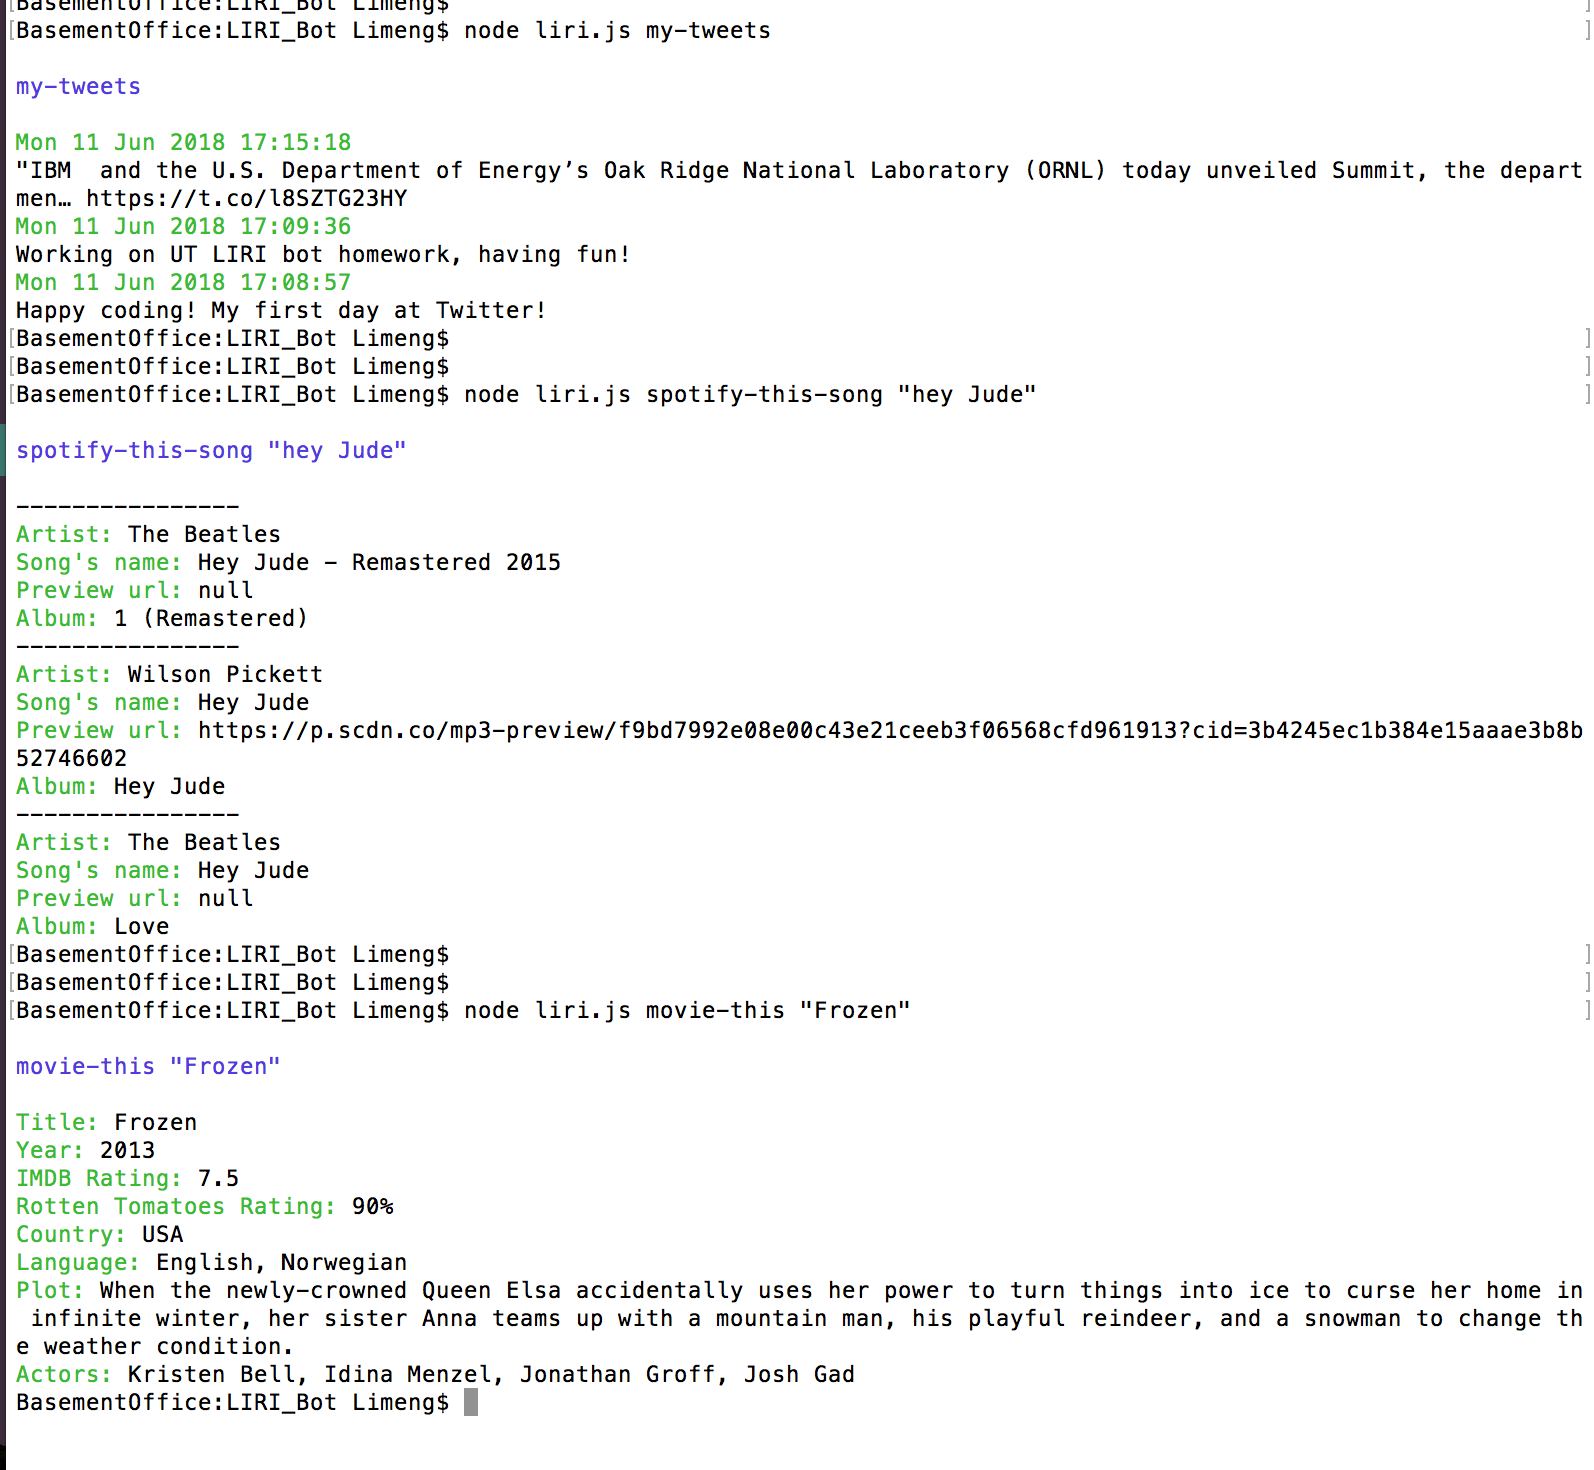 [BasementOffice:LIRI_Bot Limeng$ ]
[BasementOffice:LIRI_Bot Limeng$ node liri.js my-tweets ]
my-tweets
Mon 11 Jun 2018 17:15:18
"IBM  and the U.S. Department of Energy’s Oak Ridge National Laboratory (ORNL) today unveiled Summit, the depart
men… https://t.co/l8SZTG23HY
Mon 11 Jun 2018 17:09:36
Working on UT LIRI bot homework, having fun!
Mon 11 Jun 2018 17:08:57
Happy coding! My first day at Twitter!
[BasementOffice:LIRI_Bot Limeng$ ]
[BasementOffice:LIRI_Bot Limeng$ ]
[BasementOffice:LIRI_Bot Limeng$ node liri.js spotify-this-song "hey Jude" ]
spotify-this-song "hey Jude"
----------------
Artist: The Beatles
Song's name: Hey Jude - Remastered 2015
Preview url: null
Album: 1 (Remastered)
----------------
Artist: Wilson Pickett
Song's name: Hey Jude
Preview url: https://p.scdn.co/mp3-preview/f9bd7992e08e00c43e21ceeb3f06568cfd961913?cid=3b4245ec1b384e15aaae3b8b
52746602
Album: Hey Jude
----------------
Artist: The Beatles
Song's name: Hey Jude
Preview url: null
Album: Love
[BasementOffice:LIRI_Bot Limeng$ ]
[BasementOffice:LIRI_Bot Limeng$ ]
[BasementOffice:LIRI_Bot Limeng$ node liri.js movie-this "Frozen" ]
movie-this "Frozen"
Title: Frozen
Year: 2013
IMDB Rating: 7.5
Rotten Tomatoes Rating: 90%
Country: USA
Language: English, Norwegian
Plot: When the newly-crowned Queen Elsa accidentally uses her power to turn things into ice to curse her home in
 infinite winter, her sister Anna teams up with a mountain man, his playful reindeer, and a snowman to change th
e weather condition.
Actors: Kristen Bell, Idina Menzel, Jonathan Groff, Josh Gad
BasementOffice:LIRI_Bot Limeng$